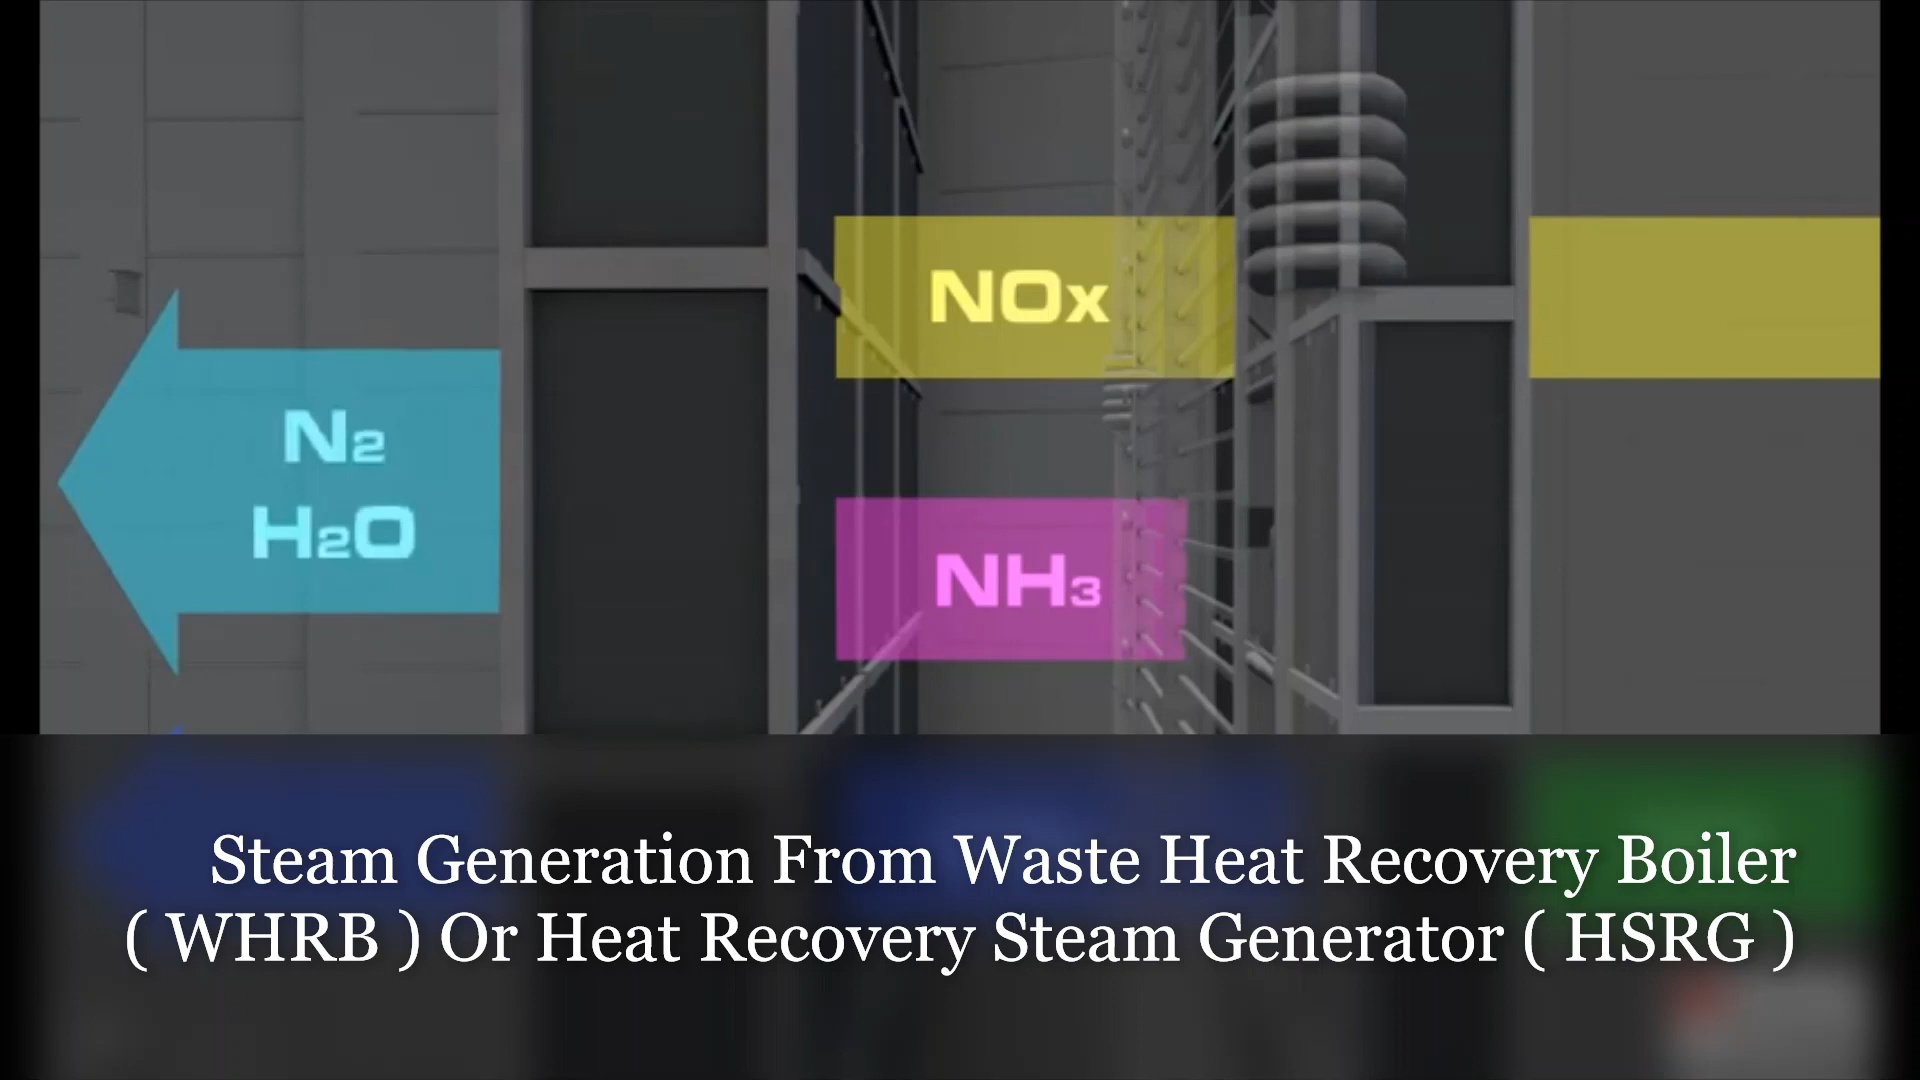 NOx
N2
H2O
NH3
Steam Generation From Waste Heat Recovery Boiler
( WHRB ) Or Heat Recovery Steam Generator ( HSRG )